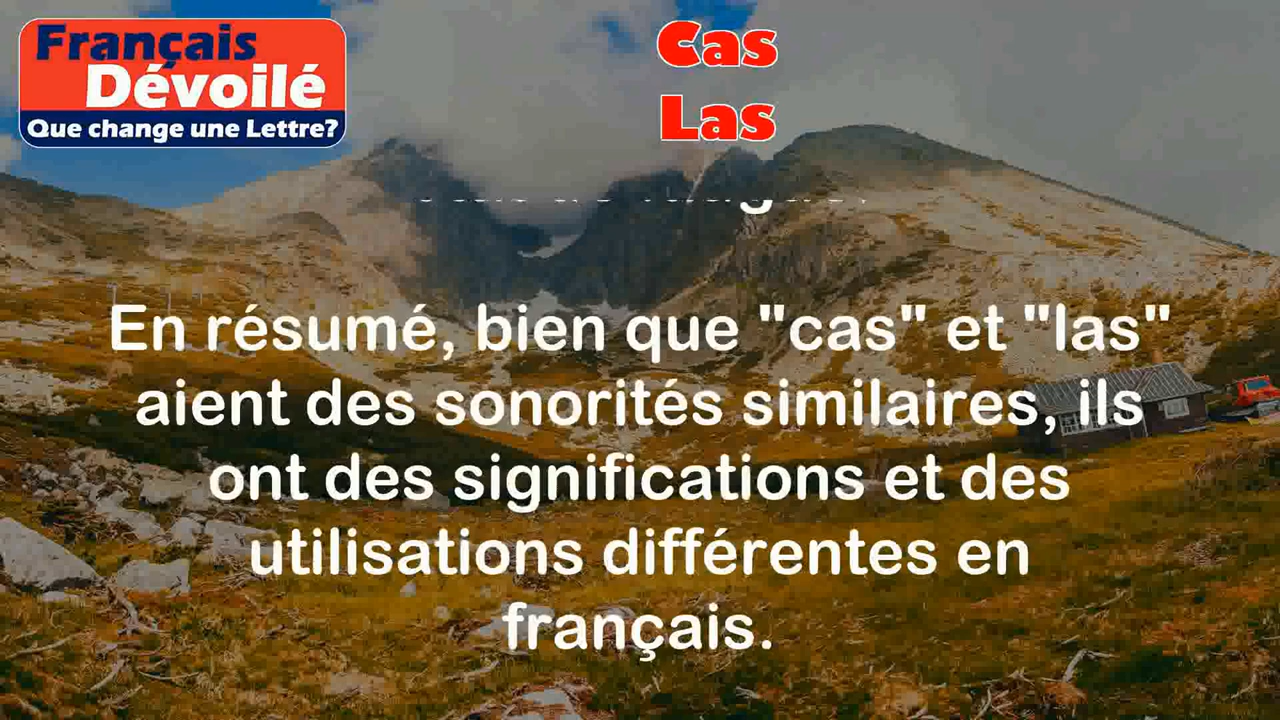 Français
Dévoilé
Que change une Lettre?
Cas
Las
En résumé, bien que "cas" et "las"
aient des sonorités similaires, ils
ont des significations et des
utilisations différentes en
français.